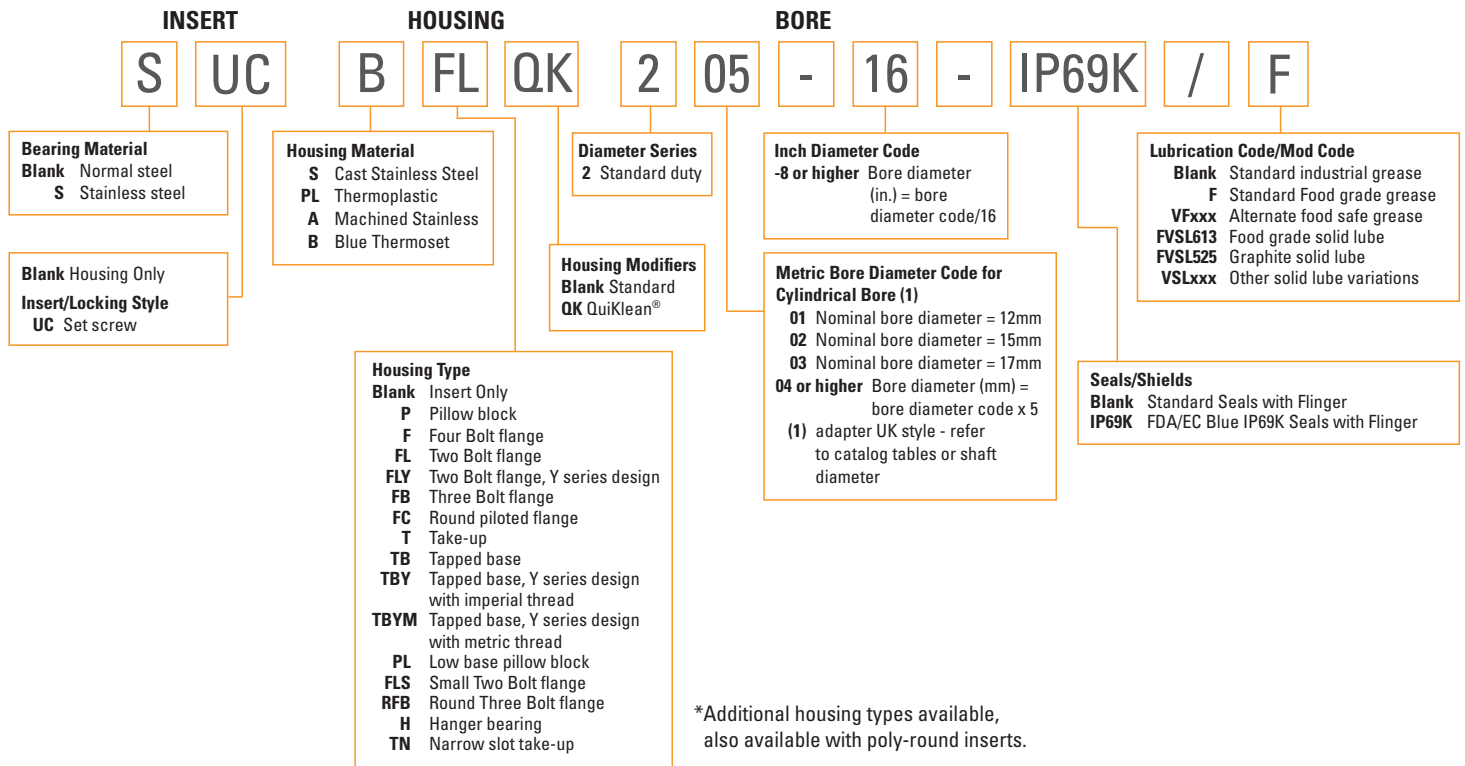 INSERT HOUSING BORE
S UC B FL QK 2 05 - 16 - IP69K / F
Bearing Material
Blank Normal steel
S Stainless steel
Blank Housing Only
Insert/Locking Style
UC Set screw
Housing Material
S Cast Stainless Steel
PL Thermoplastic
A Machined Stainless
B Blue Thermoset
Housing Type
Blank Insert Only
P Pillow block
F Four Bolt flange
FL Two Bolt flange
FLY Two Bolt flange, Y series design
FB Three Bolt flange
FC Round piloted flange
T Take-up
TB Tapped base
TBY Tapped base, Y series design
with imperial thread
TBYM Tapped base, Y series design
with metric thread
PL Low base pillow block
FLS Small Two Bolt flange
RFB Round Three Bolt flange
H Hanger bearing
TN Narrow slot take-up
Housing Modifiers
Blank Standard
QK QuiKlean®
Diameter Series
2 Standard duty
Metric Bore Diameter Code for
Cylindrical Bore (1)
01 Nominal bore diameter = 12mm
02 Nominal bore diameter = 15mm
03 Nominal bore diameter = 17mm
04 or higher Bore diameter (mm) =
bore diameter code x 5
(1) adapter UK style - refer
to catalog tables or shaft
diameter
Inch Diameter Code
-8 or higher Bore diameter
(in.) = bore
diameter code/16
Seals/Shields
Blank Standard Seals with Flinger
IP69K FDA/EC Blue IP69K Seals with Flinger
Lubrication Code/Mod Code
Blank Standard industrial grease
F Standard Food grade grease
VFxxx Alternate food safe grease
FVSL613 Food grade solid lube
FVSL525 Graphite solid lube
VSLxxx Other solid lube variations
*Additional housing types available,
also available with poly-round inserts.